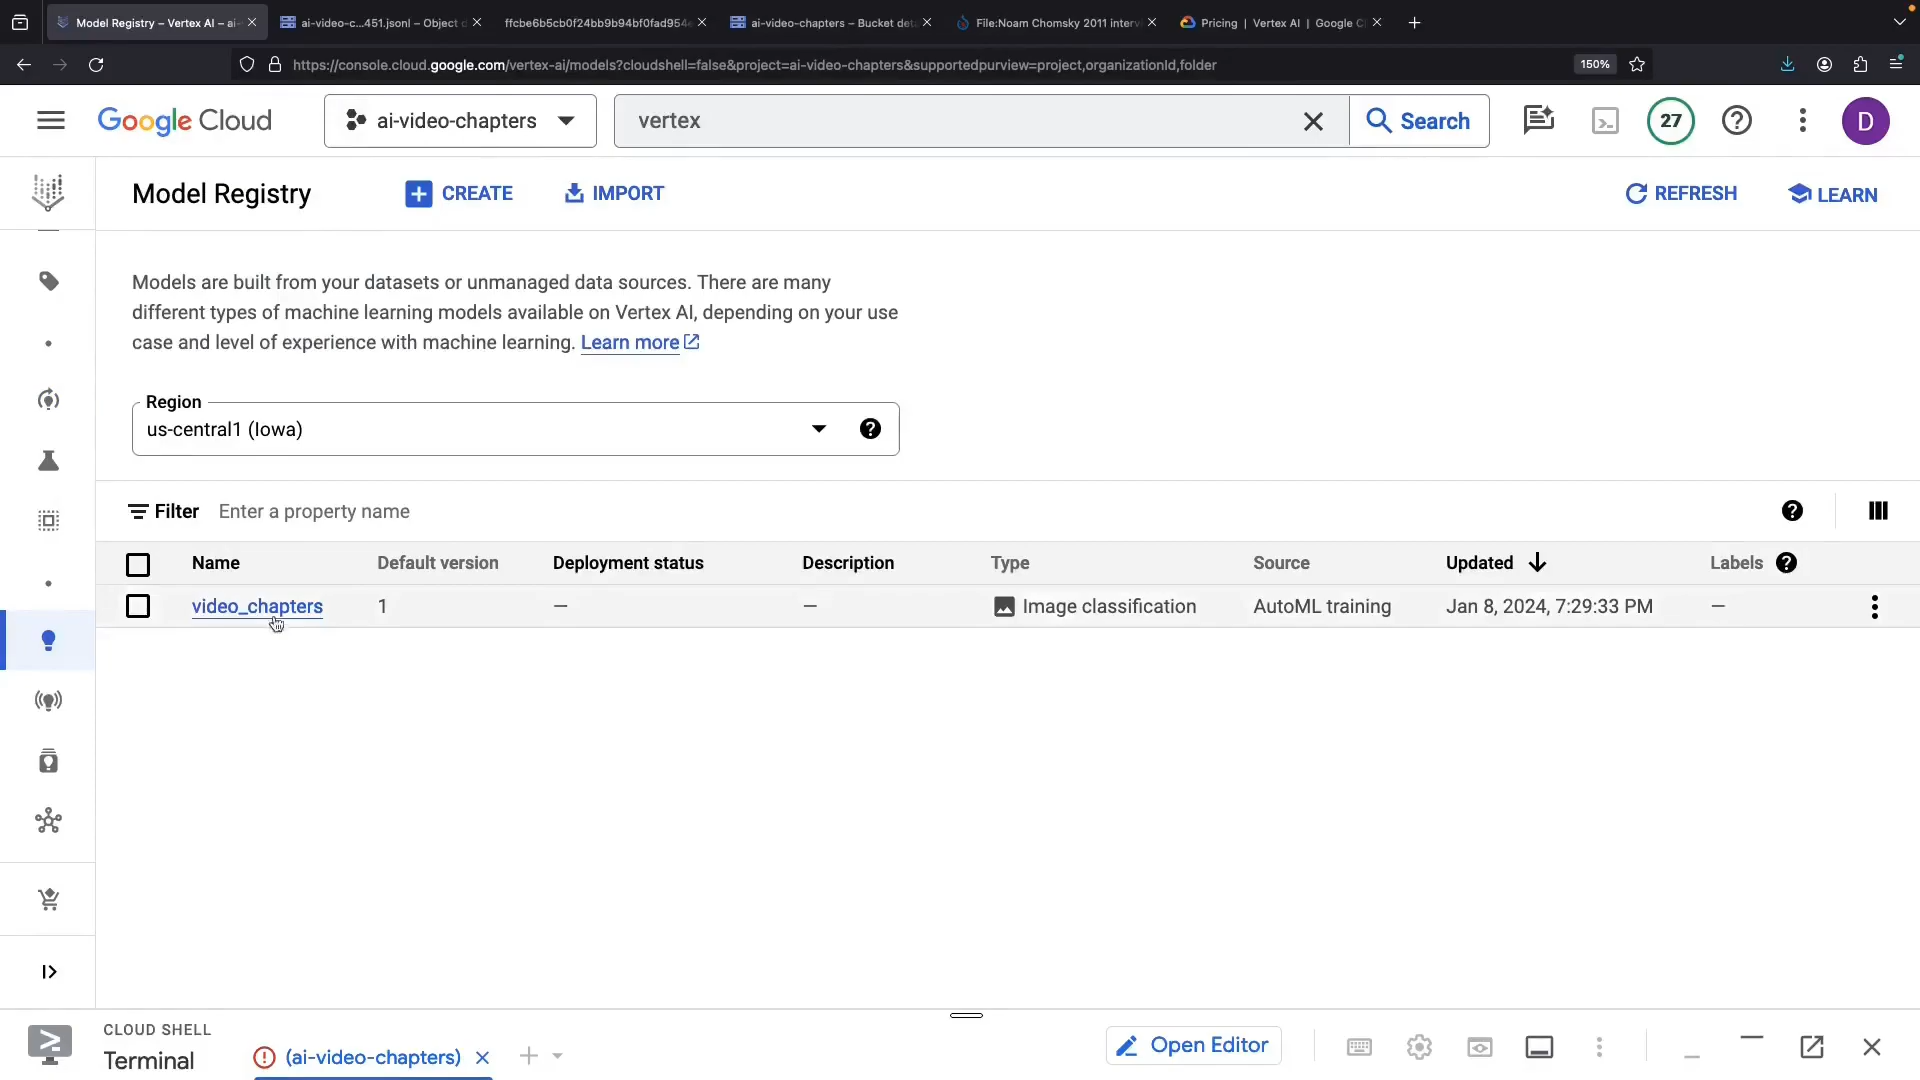 Model Registry – Vertex AI – ai-
ai-video-c...451.jsonl – Object d
ffcbe6b5cb0f24bb9b94bf0fad954
ai-video-chapters – Bucket det
File:Noam Chomsky 2011 interv
Pricing | Vertex AI | Google C
https://console.cloud.google.com/vertex-ai/models?cloudshell=false&project=ai-video-chapters&supportedpurview=project,organizationId,folder
150%
Google Cloud
ai-video-chapters
vertex
Search
27
D
Model Registry
CREATE
IMPORT
REFRESH
LEARN
Models are built from your datasets or unmanaged data sources. There are many
different types of machine learning models available on Vertex AI, depending on your use
case and level of experience with machine learning. Learn more
Region
us-central1 (Iowa)
Filter Enter a property name
Name Default version Deployment status Description Type Source Updated Labels
video_chapters 1 — — Image classification AutoML training Jan 8, 2024, 7:29:33 PM —
CLOUD SHELL
Terminal
(ai-video-chapters)
Open Editor